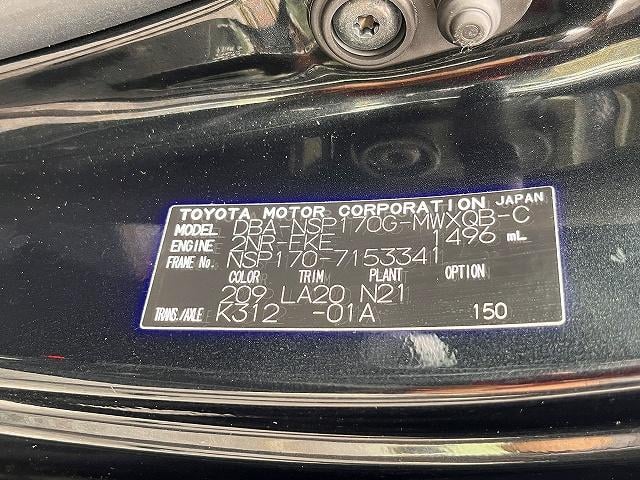 TOYOTA MOTOR CORPORATION JAPAN
MODEL DBA-NSP170G-MWXQB-C
ENGINE 2NR-FKE 1496 mL
FRAME No. NSP170-7153341
COLOR TRIM PLANT OPTION
209 LA20 N21
TRANS./AXLE K312 -01A 150